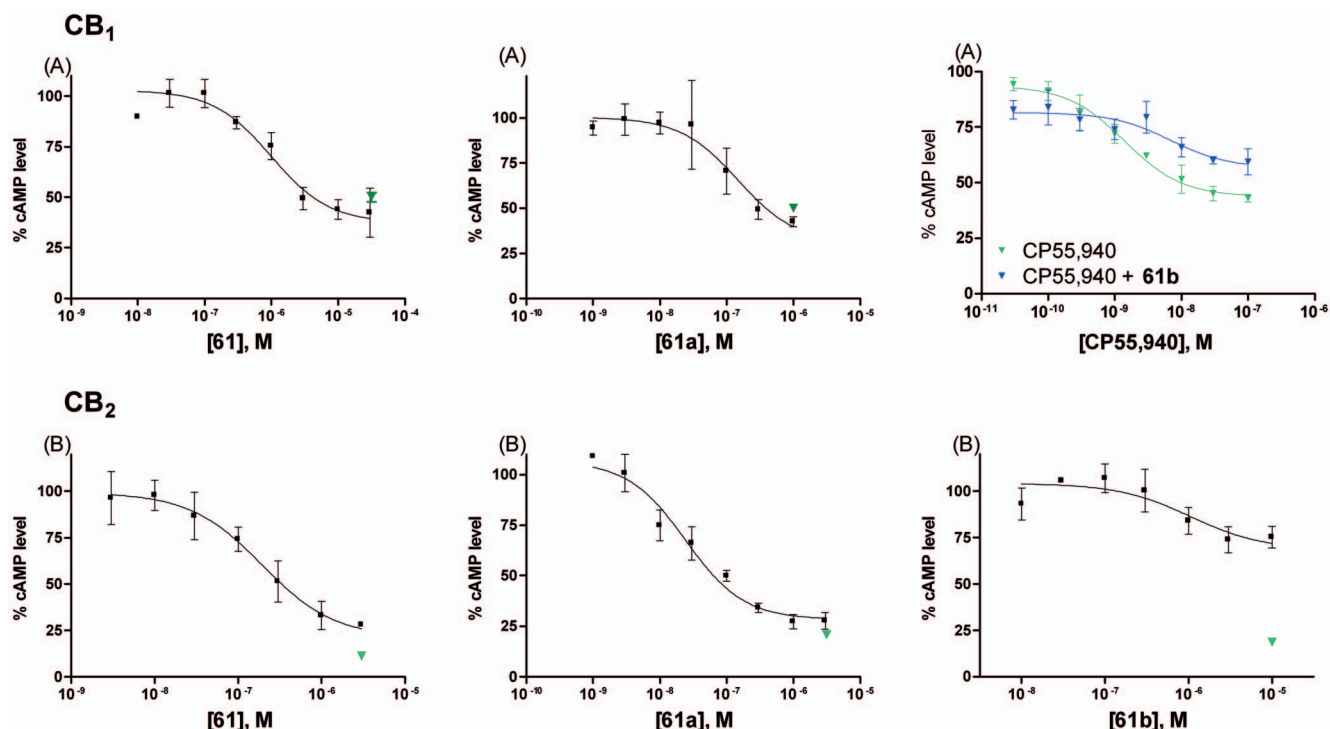 CB₁
(A)
% cAMP level
100
75
50
25
0
10⁻⁹ 10⁻⁸ 10⁻⁷ 10⁻⁶ 10⁻⁵ 10⁻⁴
[61], M
(A)
% cAMP level
100
75
50
25
0
10⁻¹⁰ 10⁻⁹ 10⁻⁸ 10⁻⁷ 10⁻⁶ 10⁻⁵
[61a], M
(A)
% cAMP level
100
75
50
25
0
CP55,940
CP55,940 + 61b
10⁻¹¹ 10⁻¹⁰ 10⁻⁹ 10⁻⁸ 10⁻⁷ 10⁻⁶
[CP55,940], M
CB₂
(B)
% cAMP level
100
75
50
25
0
10⁻⁹ 10⁻⁸ 10⁻⁷ 10⁻⁶ 10⁻⁵
[61], M
(B)
% cAMP level
100
75
50
25
0
10⁻¹⁰ 10⁻⁹ 10⁻⁸ 10⁻⁷ 10⁻⁶ 10⁻⁵
[61a], M
(B)
% cAMP level
100
75
50
25
0
10⁻⁸ 10⁻⁷ 10⁻⁶ 10⁻⁵
[61b], M